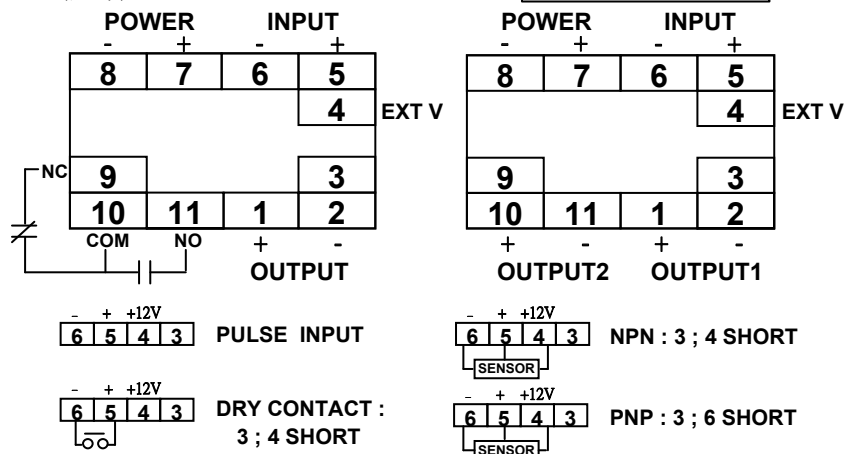 POWER INPUT
- + - +
8 7 6 5
4 EXT V
NC 9 3
10 11 1 2
COM NO + -
OUTPUT
POWER INPUT
- + - +
8 7 6 5
4 EXT V
9 3
10 11 1 2
+ - + -
OUTPUT2 OUTPUT1
- + +12V
6 5 4 3 PULSE INPUT
- + +12V
6 5 4 3 NPN : 3 ; 4 SHORT
SENSOR
- + +12V
6 5 4 3 DRY CONTACT :
3 ; 4 SHORT
- + +12V
6 5 4 3 PNP : 3 ; 6 SHORT
SENSOR